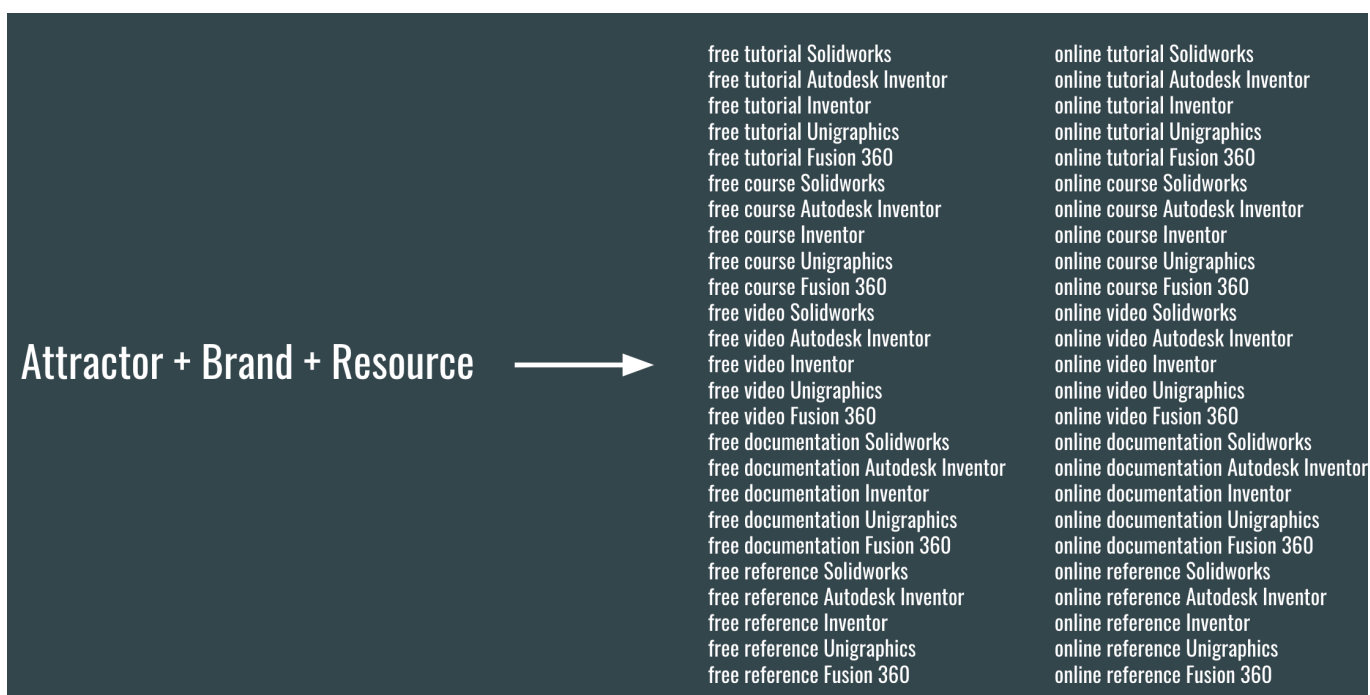 Attractor + Brand + Resource
free tutorial Solidworks
free tutorial Autodesk Inventor
free tutorial Inventor
free tutorial Unigraphics
free tutorial Fusion 360
free course Solidworks
free course Autodesk Inventor
free course Inventor
free course Unigraphics
free course Fusion 360
free video Solidworks
free video Autodesk Inventor
free video Inventor
free video Unigraphics
free video Fusion 360
free documentation Solidworks
free documentation Autodesk Inventor
free documentation Inventor
free documentation Unigraphics
free documentation Fusion 360
free reference Solidworks
free reference Autodesk Inventor
free reference Inventor
free reference Unigraphics
free reference Fusion 360
online tutorial Solidworks
online tutorial Autodesk Inventor
online tutorial Inventor
online tutorial Unigraphics
online tutorial Fusion 360
online course Solidworks
online course Autodesk Inventor
online course Inventor
online course Unigraphics
online course Fusion 360
online video Solidworks
online video Autodesk Inventor
online video Inventor
online video Unigraphics
online video Fusion 360
online documentation Solidworks
online documentation Autodesk Inventor
online documentation Inventor
online documentation Unigraphics
online documentation Fusion 360
online reference Solidworks
online reference Autodesk Inventor
online reference Inventor
online reference Unigraphics
online reference Fusion 360